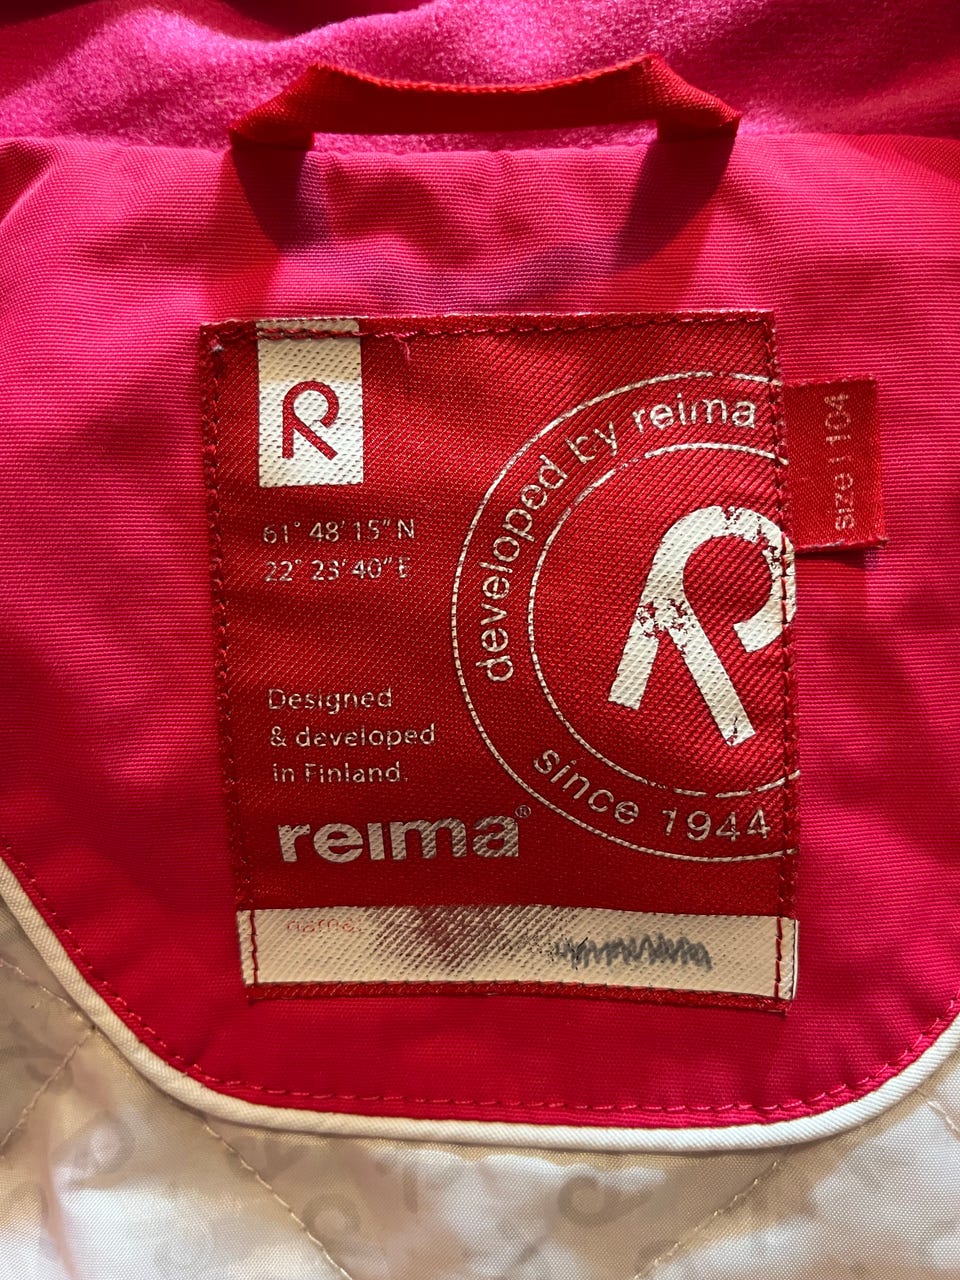 R
61° 48' 15" N
22° 23' 40" E
Designed
& developed
in Finland.
reima®
developed by reima
since 1944
R
size | 104
name: